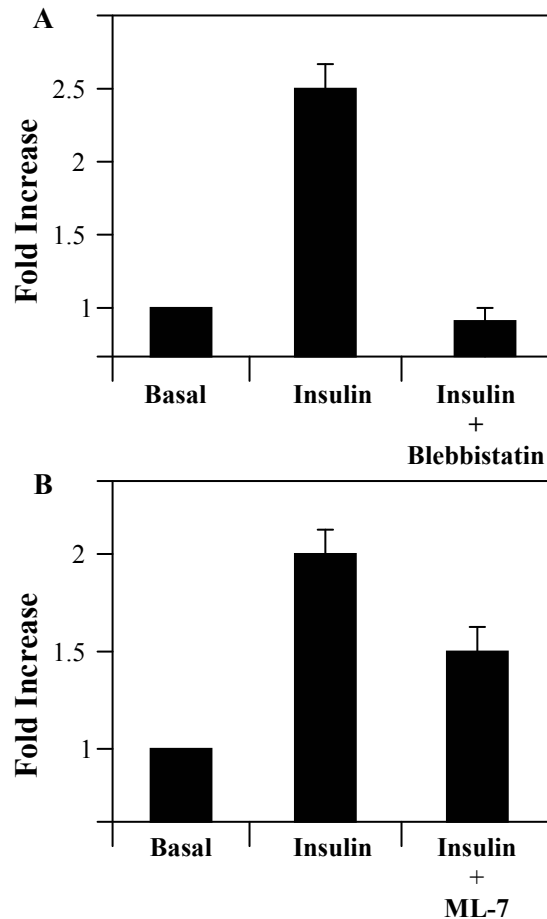 A
Fold Increase
2.5
2
1.5
1
Basal Insulin Insulin
+
Blebbistatin
B
Fold Increase
2
1.5
1
Basal Insulin Insulin
+
ML-7